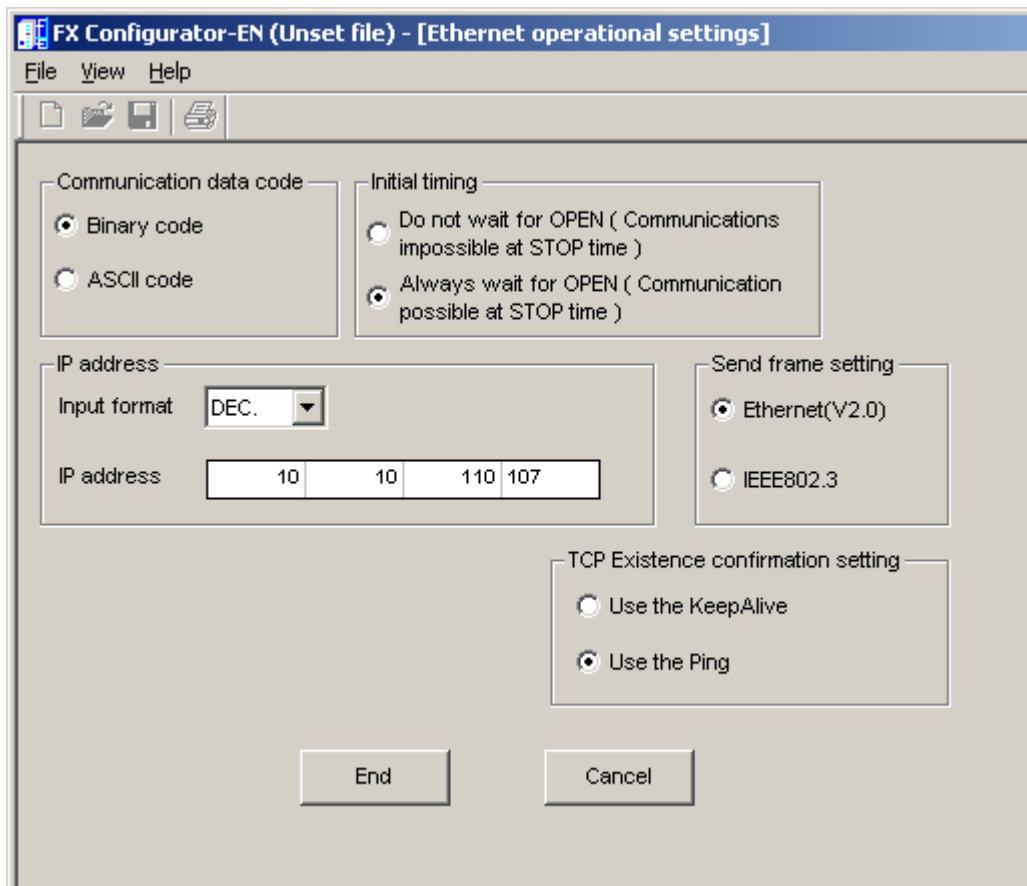 FX Configurator-EN (Unset file) - [Ethernet operational settings]
File View Help
Communication data code
Binary code
ASCII code
Initial timing
Do not wait for OPEN ( Communications
impossible at STOP time )
Always wait for OPEN ( Communication
possible at STOP time )
IP address
Input format DEC.
IP address 10 10 110 107
Send frame setting
Ethernet(V2.0)
IEEE802.3
TCP Existence confirmation setting
Use the KeepAlive
Use the Ping
End Cancel